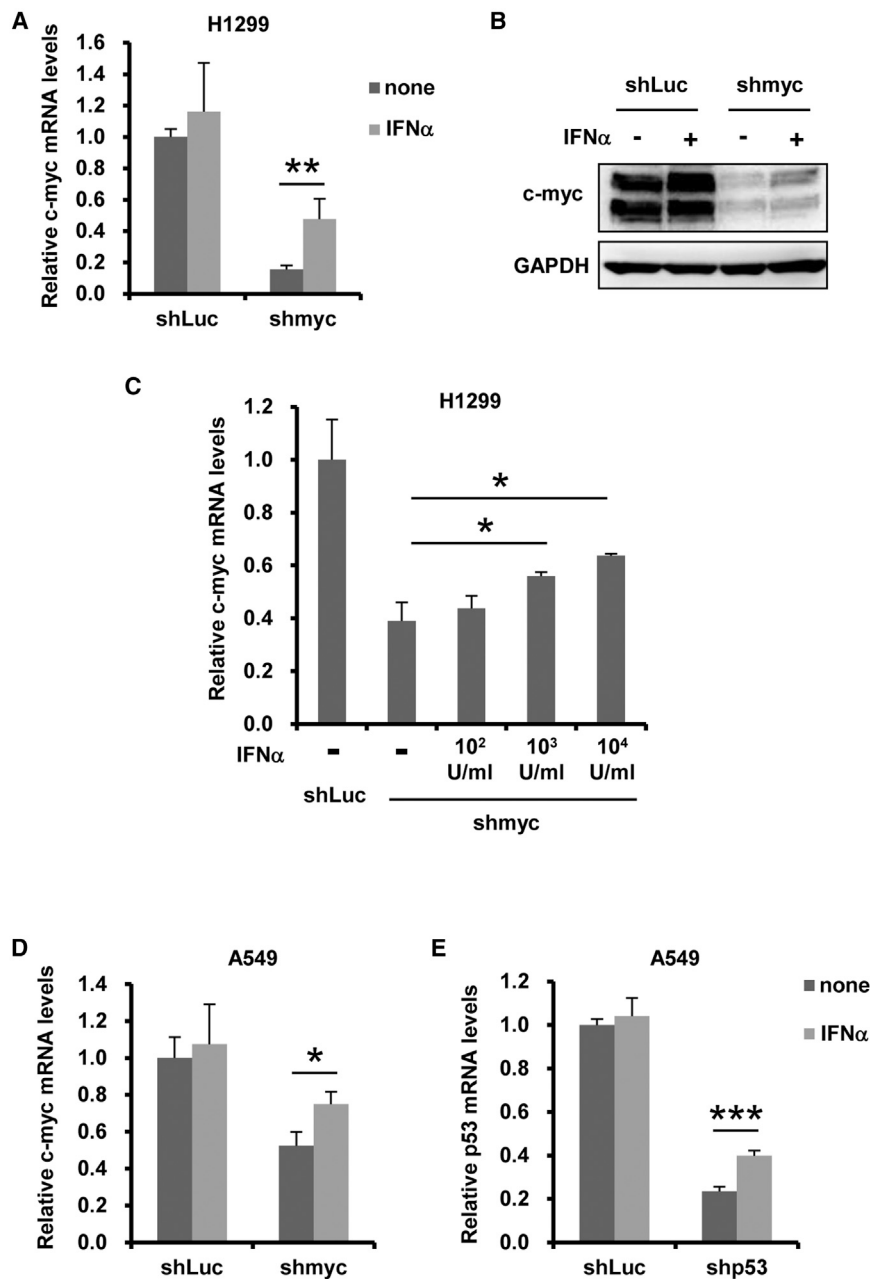 A
H1299
Relative c-myc mRNA levels
1.6
1.4
1.2
1.0
0.8
0.6
0.4
0.2
0.0
**
shLuc
shmyc
none
IFNα
B
shLuc
shmyc
IFNα - + - +
c-myc
GAPDH
C
H1299
Relative c-myc mRNA levels
1.2
1.0
0.8
0.6
0.4
0.2
0.0
*
*
IFNα - - 10² 10³ 10⁴
U/ml U/ml U/ml
shLuc
shmyc
D
A549
Relative c-myc mRNA levels
1.4
1.2
1.0
0.8
0.6
0.4
0.2
0.0
*
shLuc
shmyc
E
A549
Relative p53 mRNA levels
1.2
1.0
0.8
0.6
0.4
0.2
0.0
***
shLuc
shp53
none
IFNα